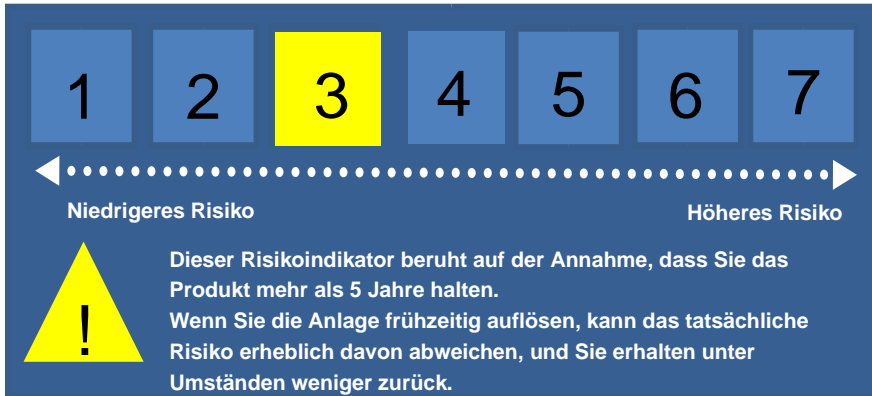 1 2 3 4 5 6 7
Niedrigeres Risiko Höheres Risiko
Dieser Risikoindikator beruht auf der Annahme, dass Sie das
Produkt mehr als 5 Jahre halten.
Wenn Sie die Anlage frühzeitig auflösen, kann das tatsächliche
Risiko erheblich davon abweichen, und Sie erhalten unter
Umständen weniger zurück.
!